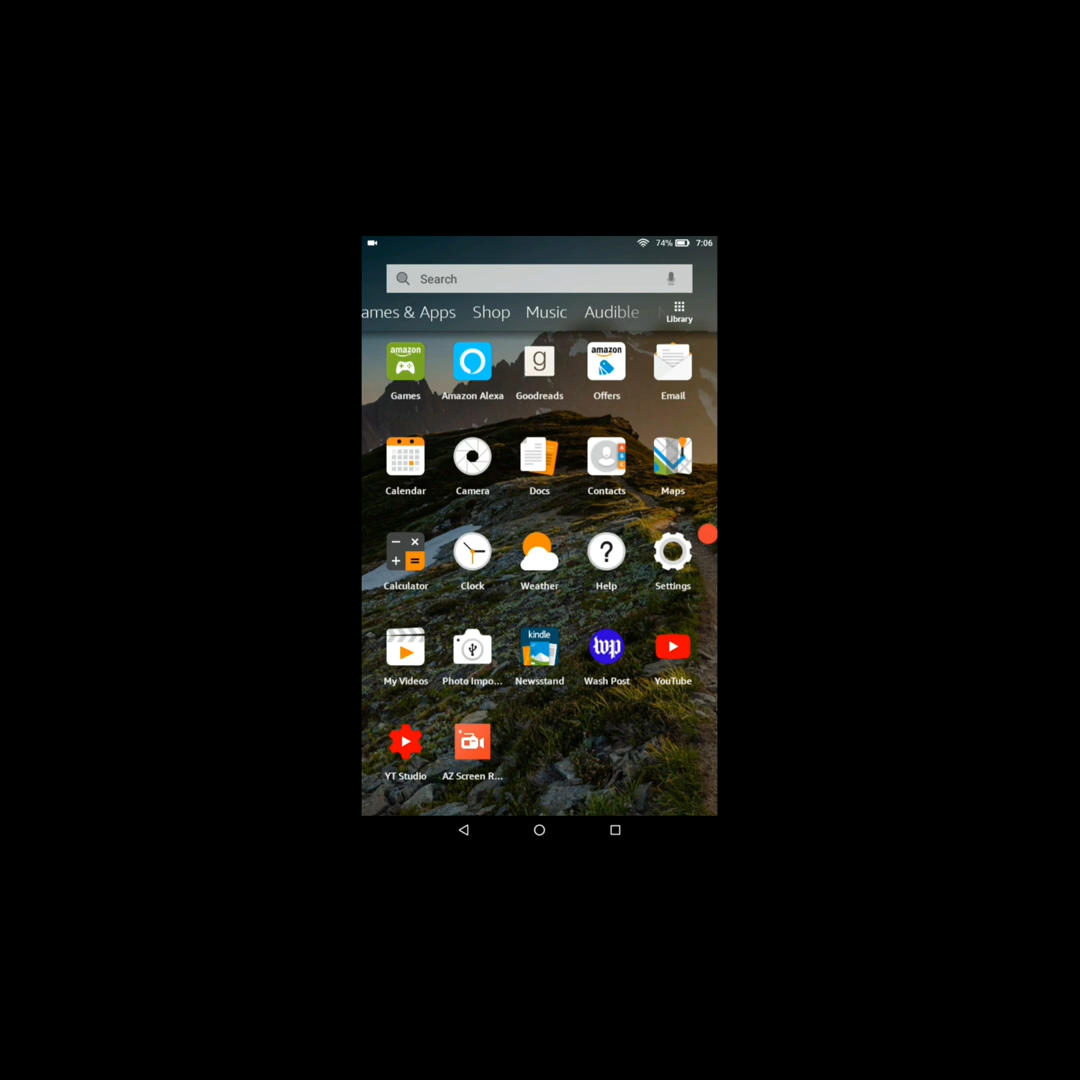 74% 7:06
Search
ames & Apps Shop Music Audible
Library
amazon
amazon
g
Games Amazon Alexa Goodreads Offers Email
Calendar Camera Docs Contacts Maps
?
Calculator Clock Weather Help Settings
kindle
wp
My Videos Photo Impo... Newsstand Wash Post YouTube
YT Studio AZ Screen R...